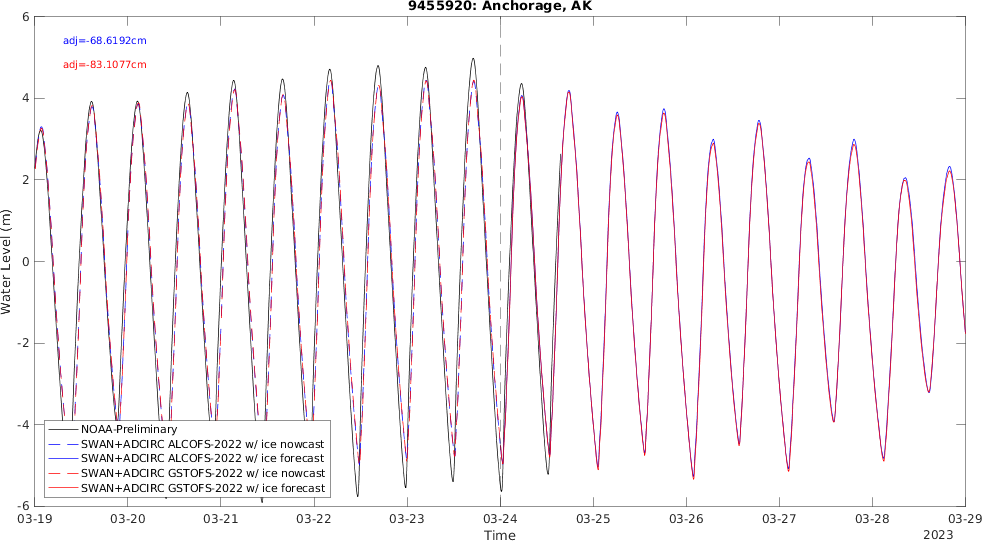 9455920: Anchorage, AK
adj=-68.6192cm
adj=-83.1077cm
6
4
2
0
-2
-4
-6
Water Level (m)
NOAA-Preliminary
SWAN+ADCIRC ALCOFS-2022 w/ ice nowcast
SWAN+ADCIRC ALCOFS-2022 w/ ice forecast
SWAN+ADCIRC GSTOFS-2022 w/ ice nowcast
SWAN+ADCIRC GSTOFS-2022 w/ ice forecast
03-19 03-20 03-21 03-22 03-23 03-24 03-25 03-26 03-27 03-28 03-29
Time
2023